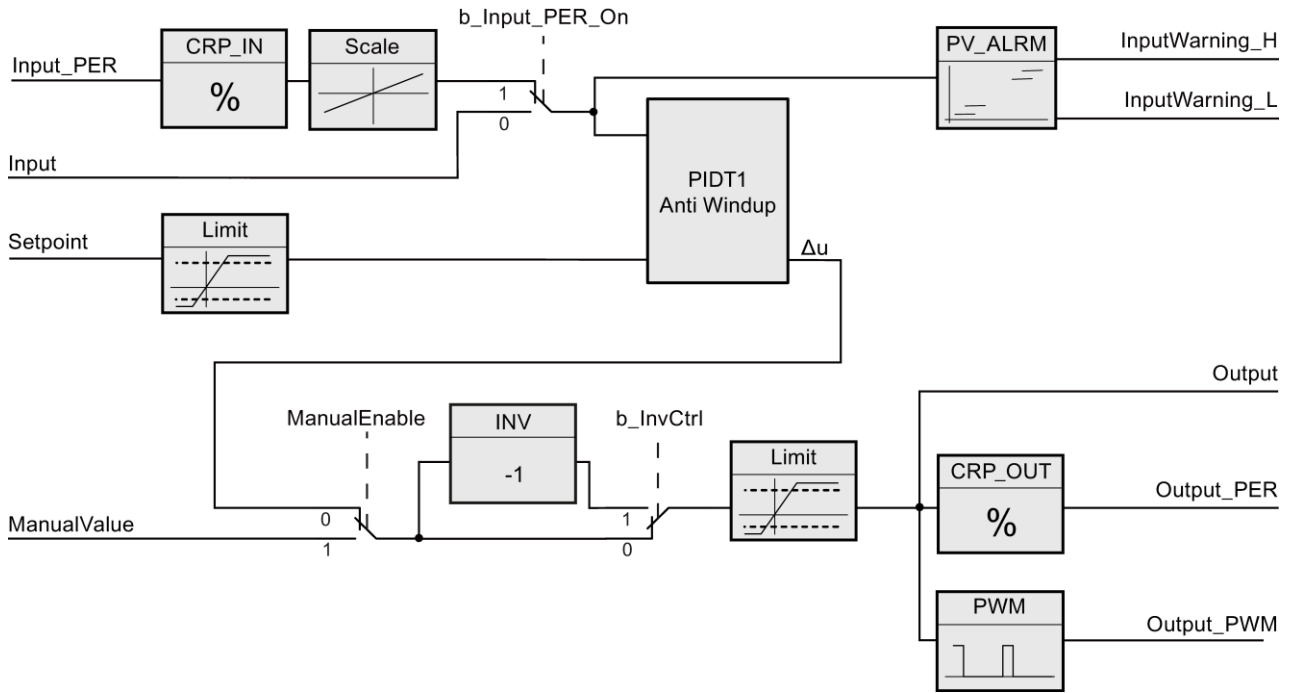 b_Input_PER_On
CRP_IN
Scale
PV_ALRM
InputWarning_H
Input_PER
%
1
InputWarning_L
0
Input
PIDT1
Anti Windup
Limit
Setpoint
Δu
Output
ManualEnable
INV
b_InvCtrl
-1
Limit
CRP_OUT
Output_PER
0
1
%
ManualValue
1
0
PWM
Output_PWM